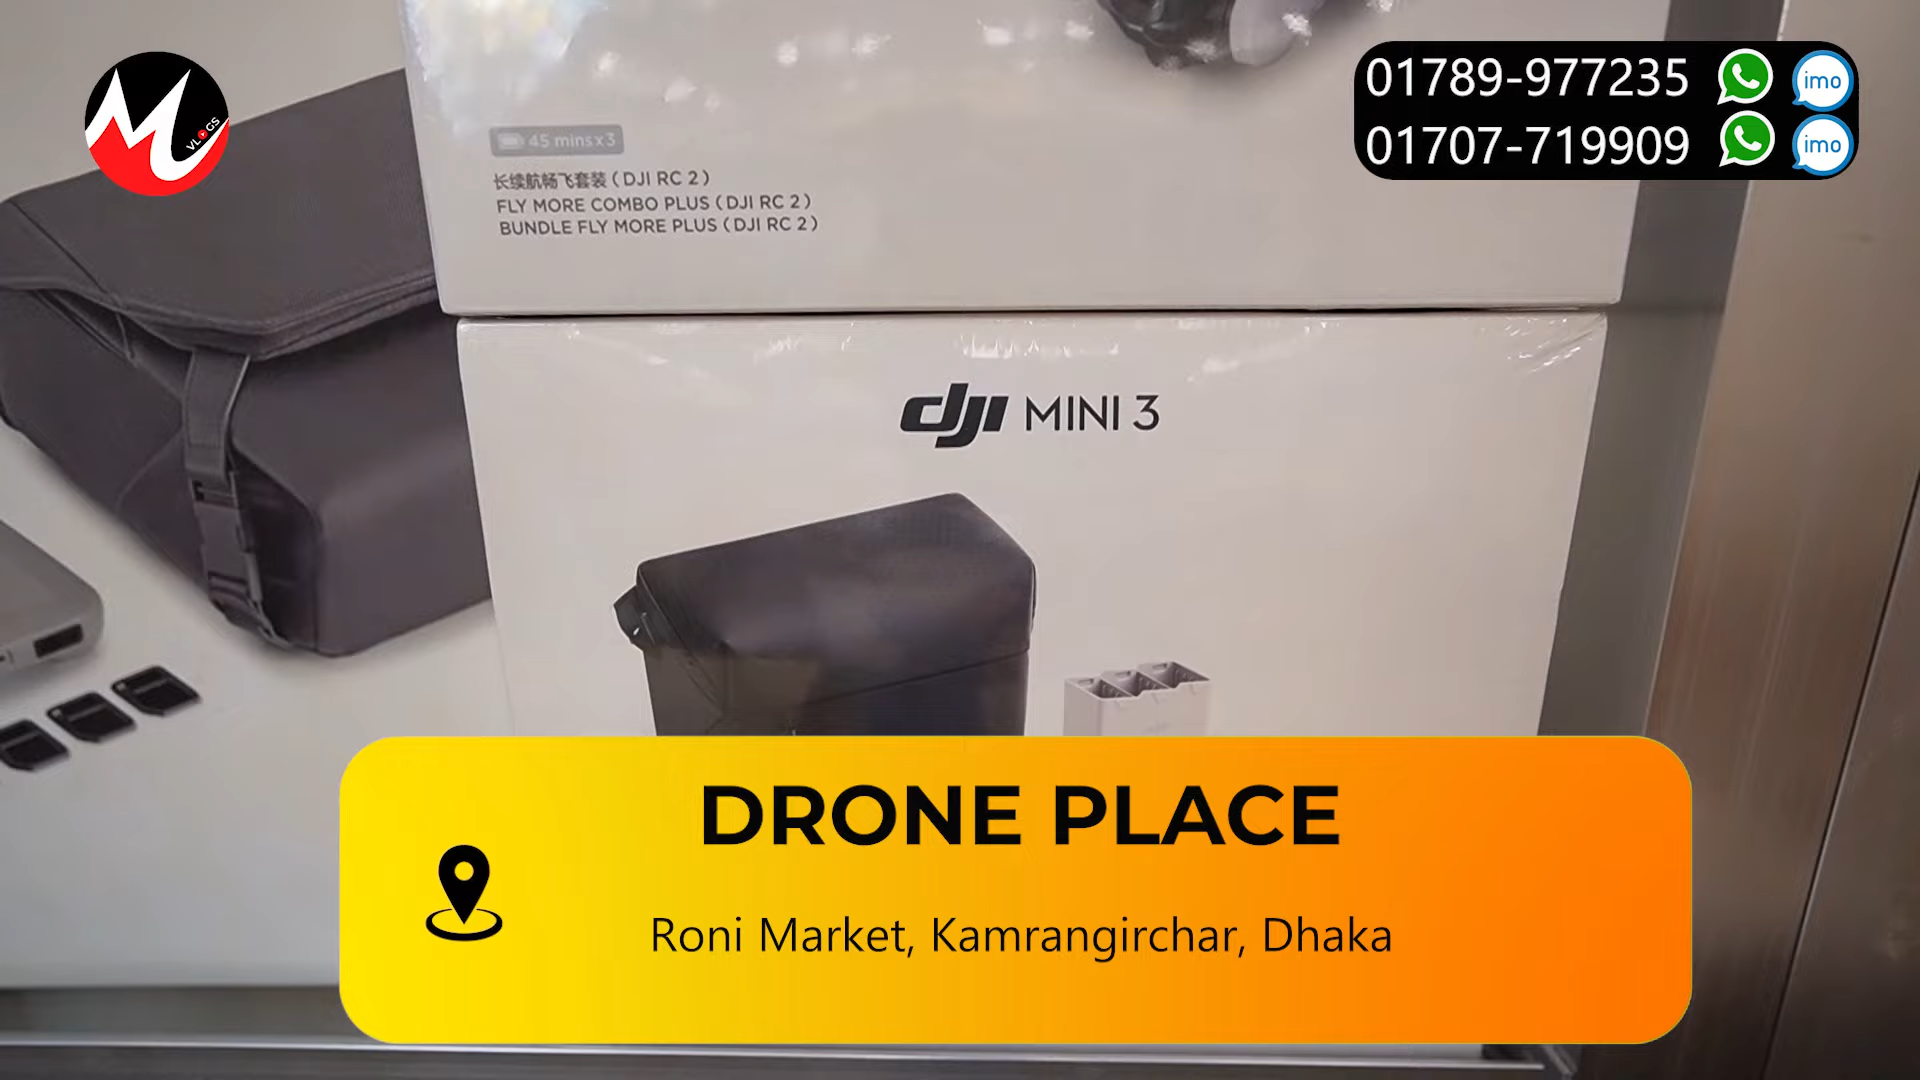 VLOGS
01789-977235 imo
01707-719909 imo
45 mins x3
长续航畅飞套装 ( DJI RC 2 )
FLY MORE COMBO PLUS ( DJI RC 2 )
BUNDLE FLY MORE PLUS ( DJI RC 2 )
dji MINI 3
DRONE PLACE
Roni Market, Kamrangirchar, Dhaka